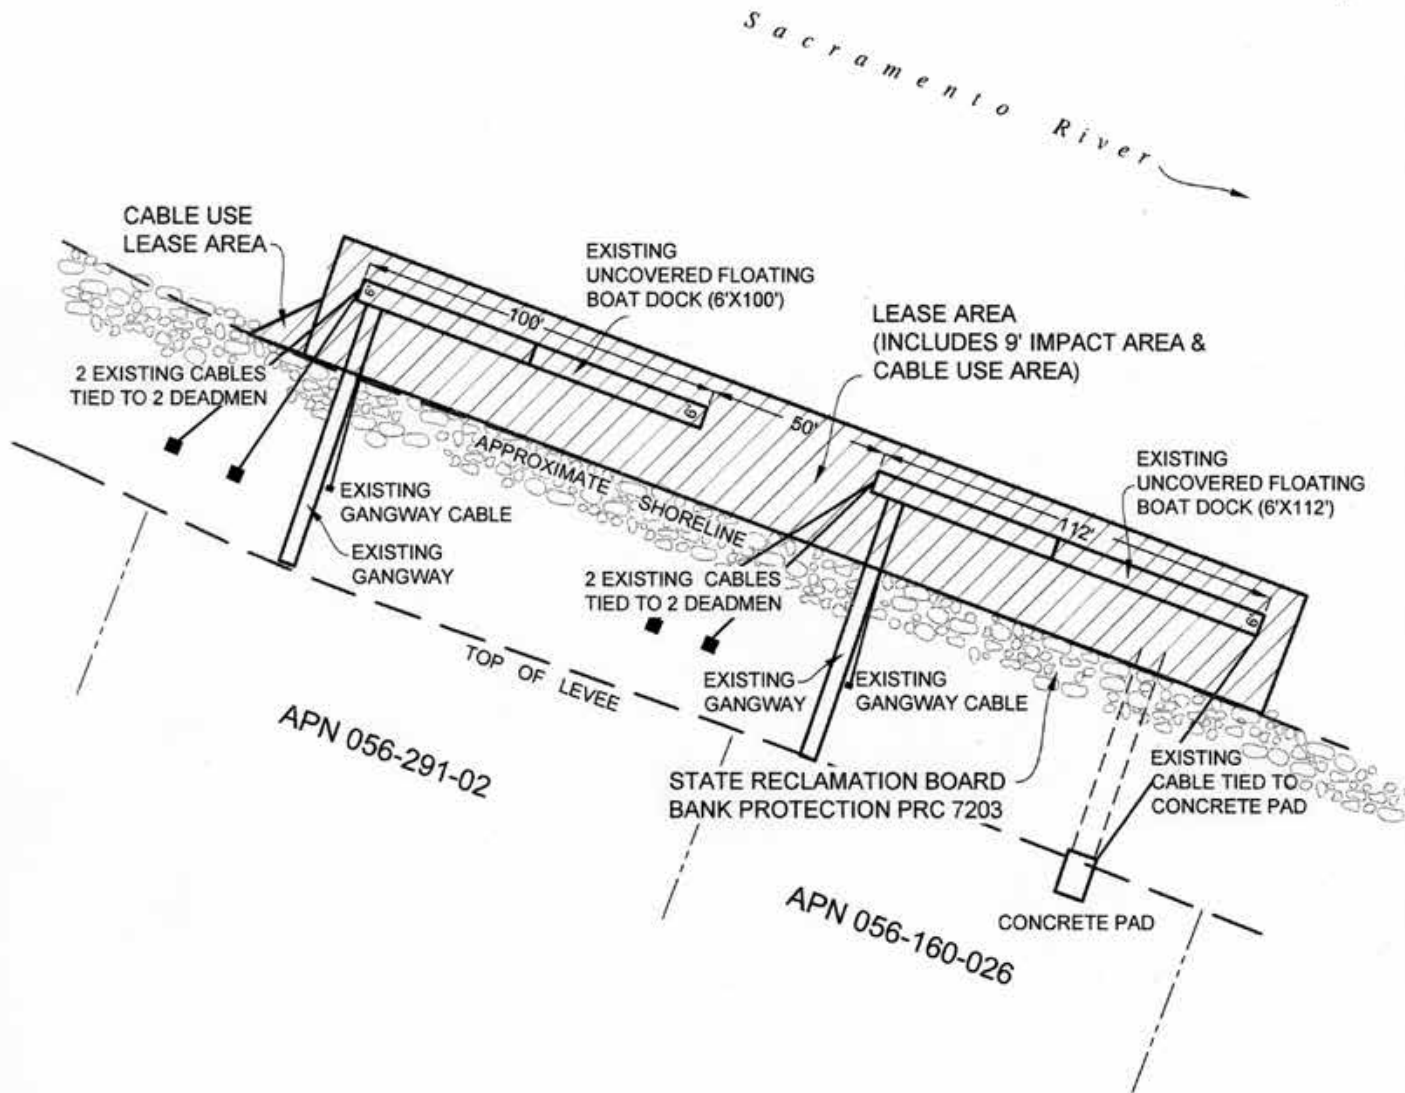 Sacramento River
CABLE USE
LEASE AREA
EXISTING
UNCOVERED FLOATING
BOAT DOCK (6'X100')
LEASE AREA
(INCLUDES 9' IMPACT AREA &
CABLE USE AREA)
6'
100'
6'
50'
2 EXISTING CABLES
TIED TO 2 DEADMEN
APPROXIMATE SHORELINE
EXISTING
UNCOVERED FLOATING
BOAT DOCK (6'X112')
112'
6'
EXISTING
GANGWAY CABLE
EXISTING
GANGWAY
2 EXISTING CABLES
TIED TO 2 DEADMEN
TOP OF LEVEE
EXISTING
GANGWAY
EXISTING
GANGWAY CABLE
APN 056-291-02
STATE RECLAMATION BOARD
BANK PROTECTION PRC 7203
EXISTING
CABLE TIED TO
CONCRETE PAD
APN 056-160-026
CONCRETE PAD